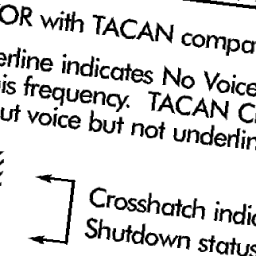 OR with TACAN compa
erline indicates No Voice
is frequency. TACAN C
ut voice but not underlin
Crosshatch indic
Shutdown status